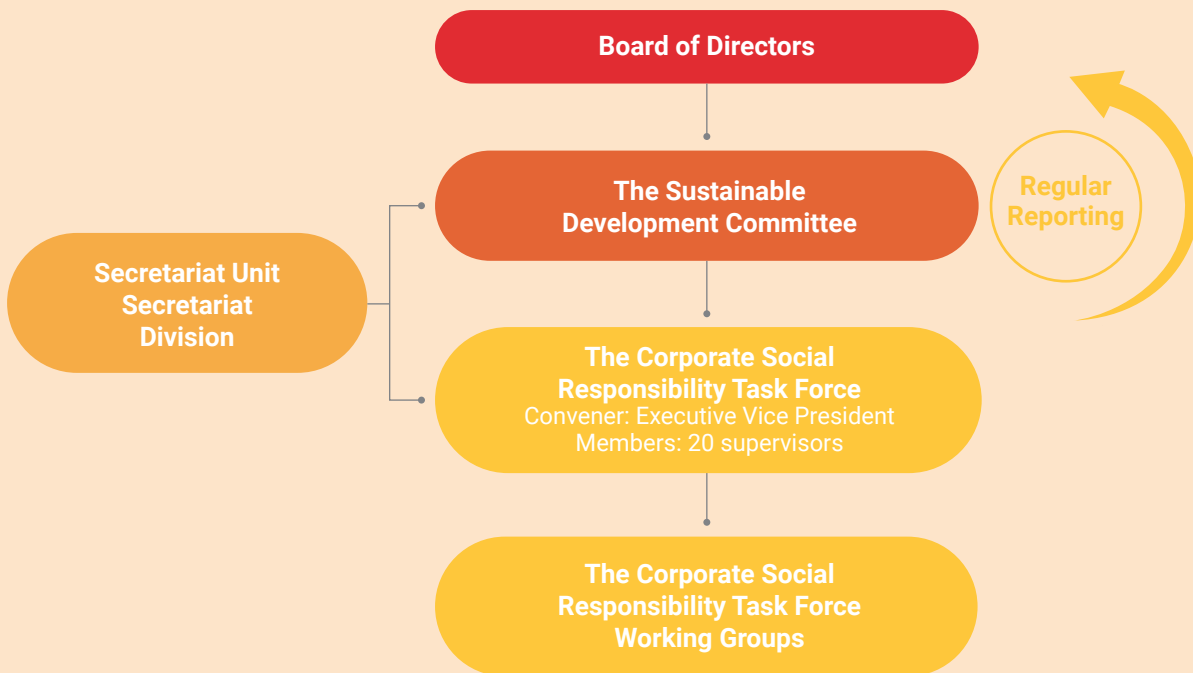 Board of Directors
The Sustainable
Development Committee
Regular
Reporting
Secretariat Unit
Secretariat
Division
The Corporate Social
Responsibility Task Force
Convener: Executive Vice President
Members: 20 supervisors
The Corporate Social
Responsibility Task Force
Working Groups